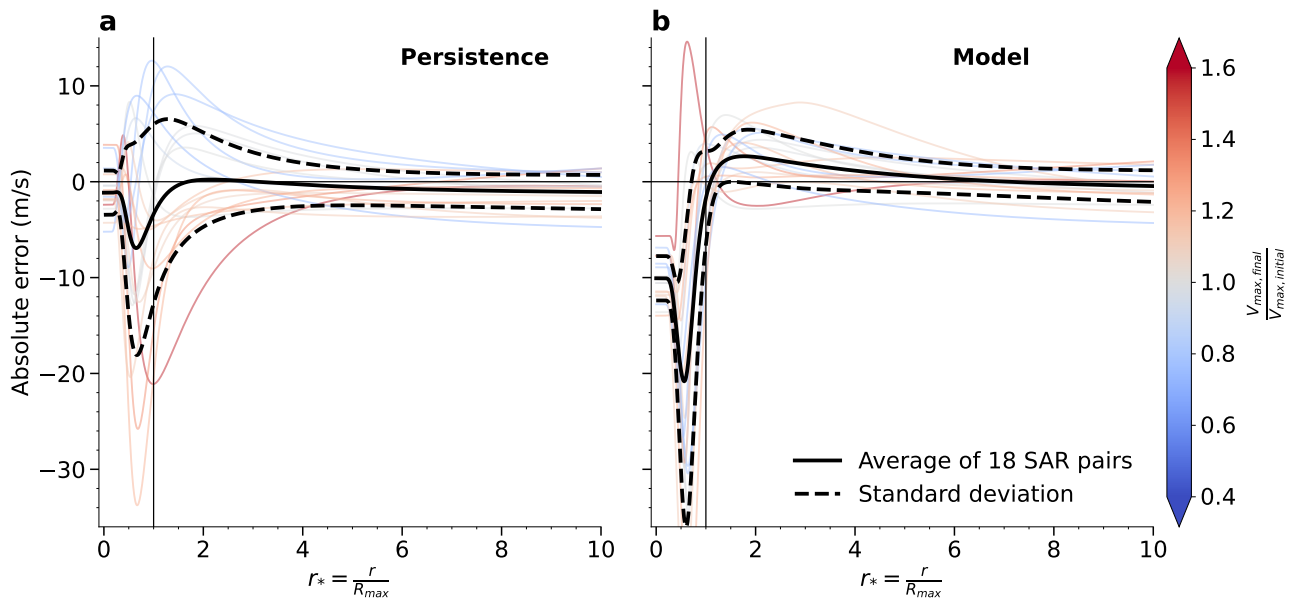 a
Persistence
b
Model
10
0
−10
−20
−30
Absolute error (m/s)
0 2 4 6 8 10
r* = r/Rmax
0 2 4 6 8 10
r* = r/Rmax
Average of 18 SAR pairs
Standard deviation
1.6
1.4
1.2
1.0
0.8
0.6
0.4
Vmax, final
Vmax, initial